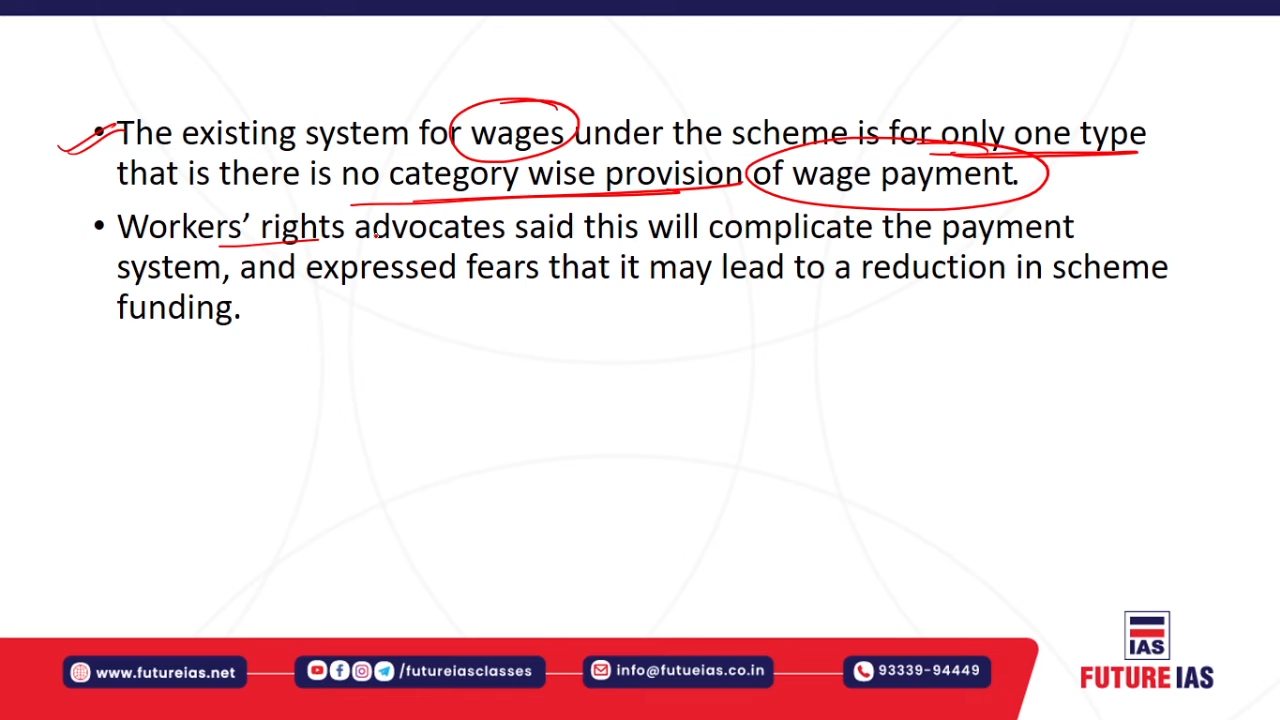 • The existing system for wages under the scheme is for only one type
that is there is no category wise provision of wage payment.
• Workers’ rights advocates said this will complicate the payment
system, and expressed fears that it may lead to a reduction in scheme
funding.
IAS
FUTURE IAS
www.futureias.net
/futureiasclasses
info@futueias.co.in
93339-94449